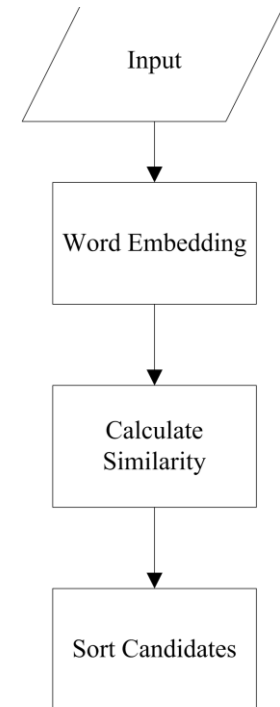 Input
Word Embedding
Calculate
Similarity
Sort Candidates